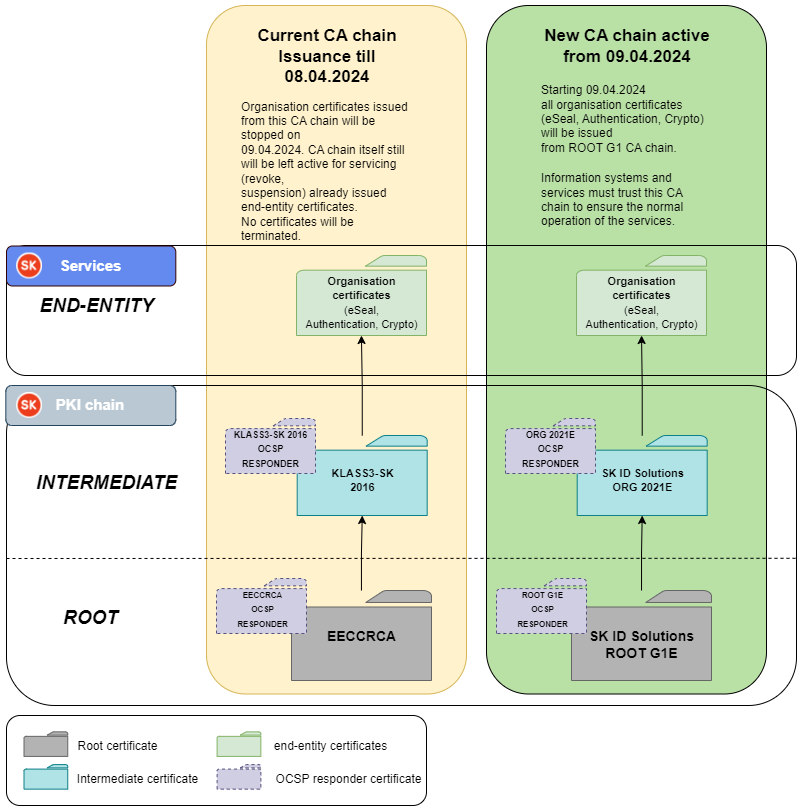 Current CA chain
Issuance till
08.04.2024
Organisation certificates issued
from this CA chain will be
stopped on
09.04.2024. CA chain itself still
will be left active for servicing
(revoke,
suspension) already issued
end-entity certificates.
No certificates will be
terminated.
New CA chain active
from 09.04.2024
Starting 09.04.2024
all organisation certificates
(eSeal, Authentication, Crypto)
will be issued
from ROOT G1 CA chain.
Information systems and
services must trust this CA
chain to ensure the normal
operation of the services.
SK Services
END-ENTITY
Organisation
certificates
(eSeal,
Authentication, Crypto)
Organisation
certificates
(eSeal,
Authentication, Crypto)
SK PKI chain
INTERMEDIATE
KLASS3-SK 2016
OCSP
RESPONDER
KLASS3-SK
2016
ORG 2021E
OCSP
RESPONDER
SK ID Solutions
ORG 2021E
ROOT
EECCRCA
OCSP
RESPONDER
EECCRCA
ROOT G1E
OCSP
RESPONDER
SK ID Solutions
ROOT G1E
Root certificate
end-entity certificates
Intermediate certificate
OCSP responder certificate